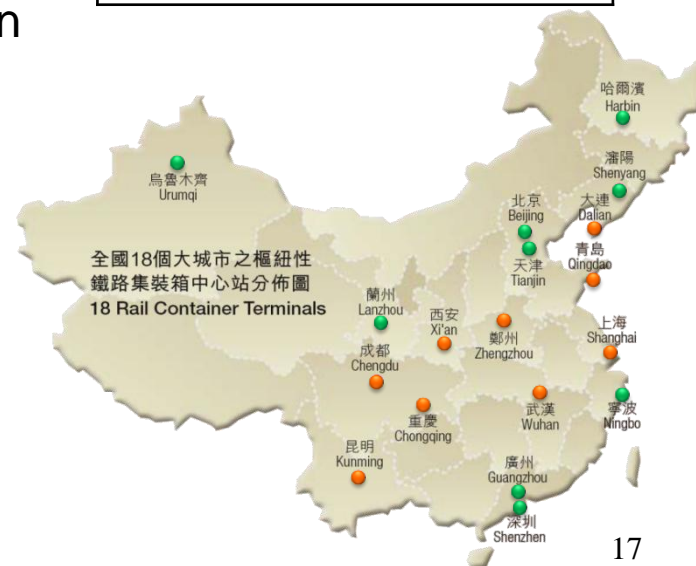 n
哈爾濱
Harbin
瀋陽
Shenyang
烏魯木齊
Urumqi
北京
Beijing
大連
Dalian
天津
Tianjin
青島
Qingdao
全國18個大城市之樞紐性
鐵路集裝箱中心站分佈圖
18 Rail Container Terminals
蘭州
Lanzhou
西安
Xi'an
鄭州
Zhengzhou
上海
Shanghai
成都
Chengdu
重慶
Chongqing
武漢
Wuhan
寧波
Ningbo
昆明
Kunming
廣州
Guangzhou
深圳
Shenzhen
17